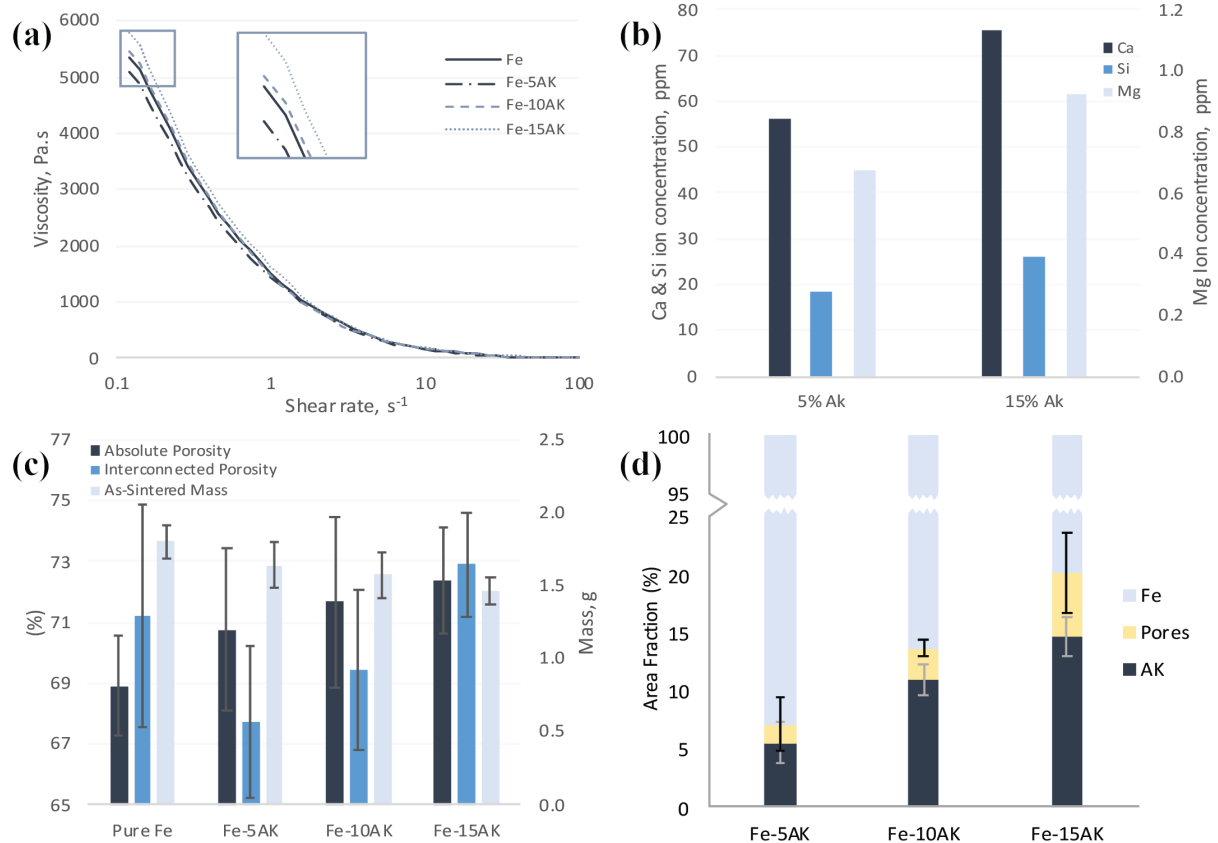 (a)
6000
5000
4000
3000
2000
1000
0
Viscosity, Pa.s
0.1
1
10
100
Shear rate, s⁻¹
Fe
Fe-5AK
Fe-10AK
Fe-15AK
(b)
80
70
60
50
40
30
20
10
0
Ca & Si ion concentration, ppm
1.2
1.0
0.8
0.6
0.4
0.2
0.0
Mg Ion concentration, ppm
Ca
Si
Mg
5% Ak
15% Ak
(c)
77
75
73
71
69
67
65
(%)
Absolute Porosity
Interconnected Porosity
As-Sintered Mass
2.5
2.0
1.5
1.0
0.5
0.0
Mass, g
Pure Fe
Fe-5AK
Fe-10AK
Fe-15AK
(d)
100
95
25
20
15
10
5
0
Area Fraction (%)
Fe
Pores
AK
Fe-5AK
Fe-10AK
Fe-15AK